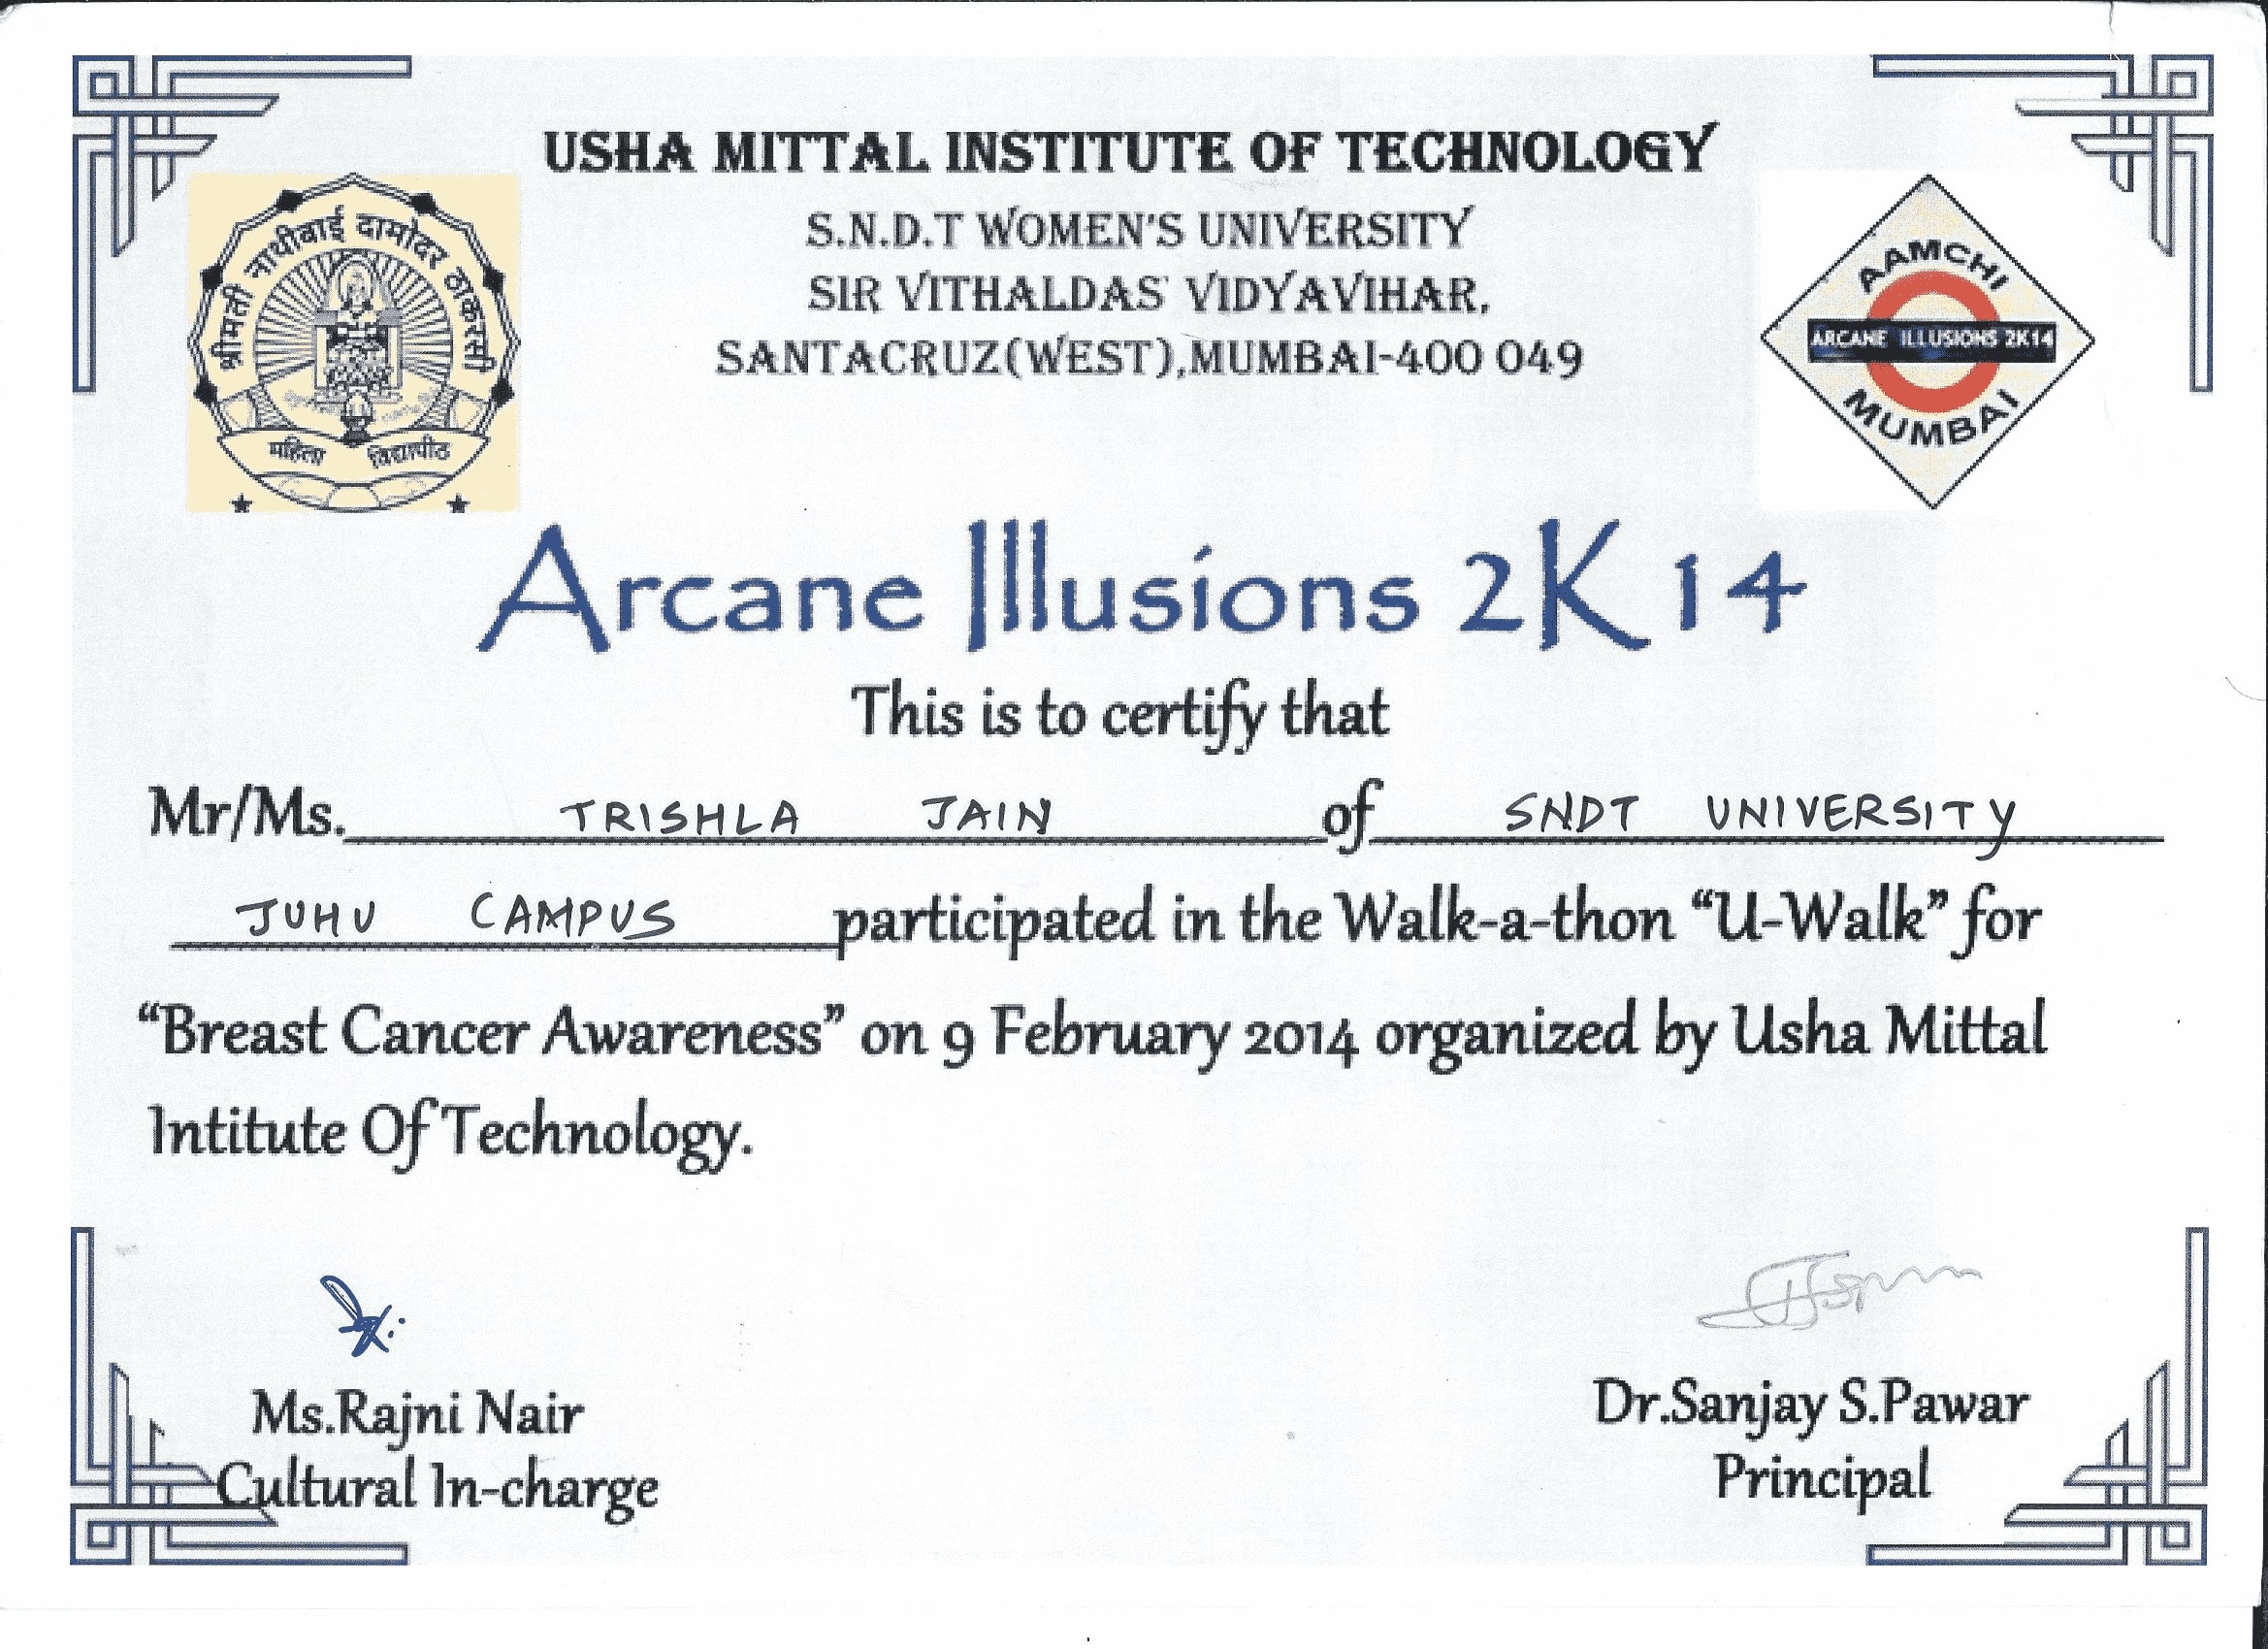 USHA MITTAL INSTITUTE OF TECHNOLOGY
S.N.D.T WOMEN'S UNIVERSITY
SIR VITHALDAS VIDYAVIHAR,
SANTACRUZ(WEST),MUMBAI-400 049
श्रीमती नाथीबाई दामोदर ठाकरसी
महिला विद्यापीठ
AAMCHI
ARCANE ILLUSIONS 2K14
MUMBAI
Arcane Illusions 2K14
This is to certify that
Mr/Ms. TRISHLA JAIN of SNDT UNIVERSITY
JUHU CAMPUS participated in the Walk-a-thon “U-Walk” for
“Breast Cancer Awareness” on 9 February 2014 organized by Usha Mittal
Intitute Of Technology.
Ms.Rajni Nair
Cultural In-charge
Dr.Sanjay S.Pawar
Principal